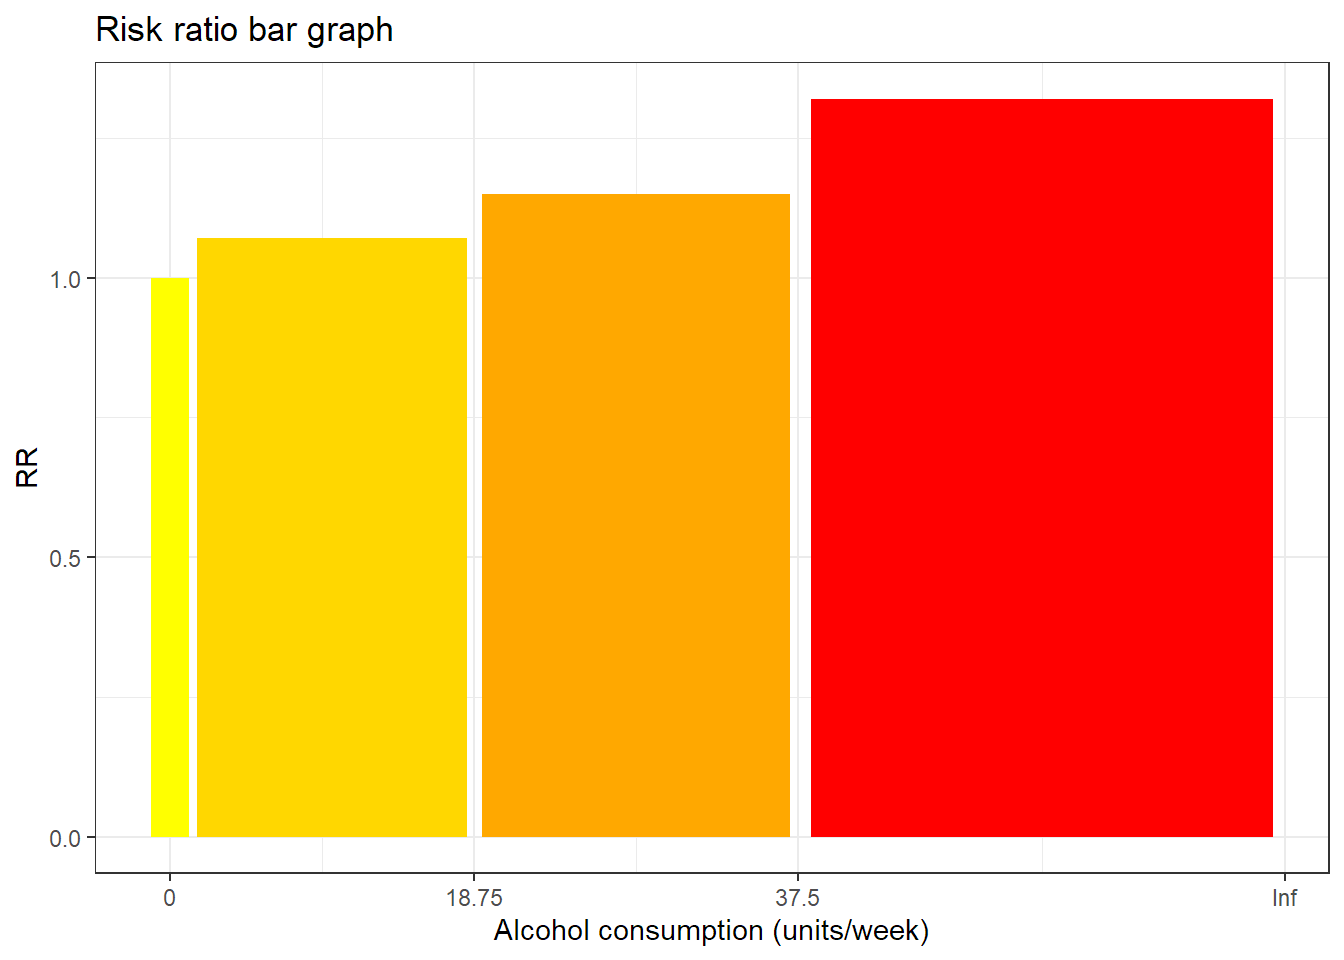 Risk ratio bar graph
RR
1.0
0.5
0.0
0 18.75 37.5 Inf
Alcohol consumption (units/week)